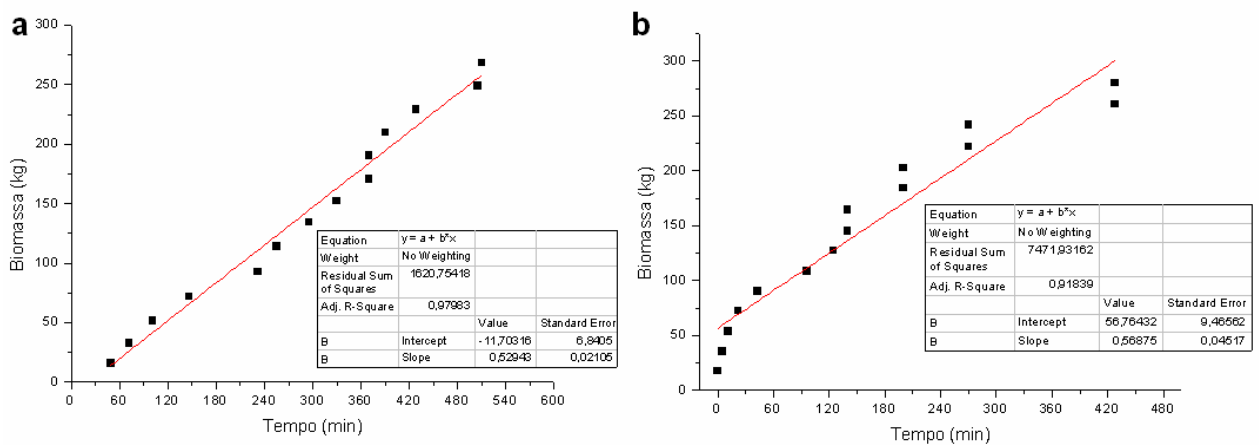 a
300
250
200
150
100
50
0
Biomassa (kg)
0 60 120 180 240 300 360 420 480 540 600
Tempo (min)
Equation y = a + b*x
Weight No Weighting
Residual Sum of Squares 1620,75418
Adj. R-Square 0,97983
Value Standard Error
B Intercept -11,70316 6,8405
B Slope 0,52943 0,02105
b
300
250
200
150
100
50
0
Biomassa (kg)
0 60 120 180 240 300 360 420 480
Tempo (min)
Equation y = a + b*x
Weight No Weighting
Residual Sum of Squares 7471,93162
Adj. R-Square 0,91839
Value Standard Error
B Intercept 56,76432 9,46562
B Slope 0,56875 0,04517